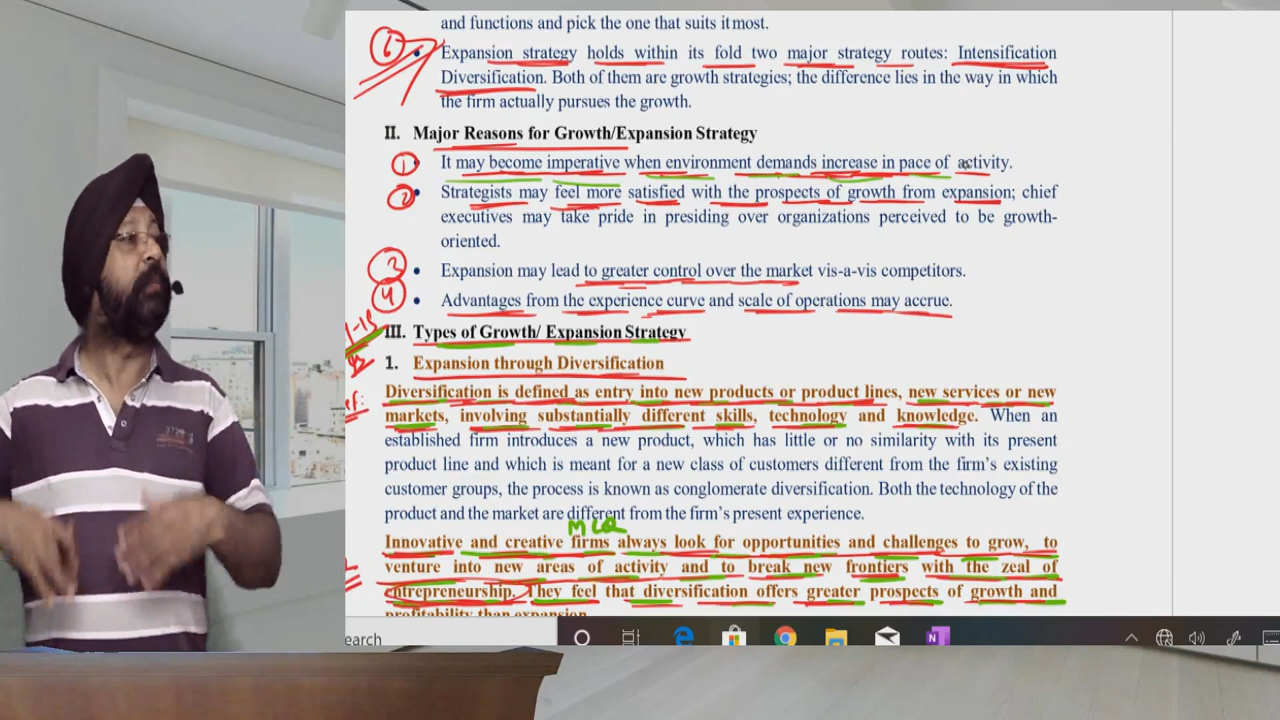 and functions and pick the one that suits it most.
6
Expansion strategy holds within its fold two major strategy routes: Intensification
Diversification. Both of them are growth strategies; the difference lies in the way in which
the firm actually pursues the growth.
II. Major Reasons for Growth/Expansion Strategy
1 • It may become imperative when environment demands increase in pace of activity.
2 • Strategists may feel more satisfied with the prospects of growth from expansion; chief
executives may take pride in presiding over organizations perceived to be growth-
oriented.
3 • Expansion may lead to greater control over the market vis-a-vis competitors.
4 • Advantages from the experience curve and scale of operations may accrue.
III. Types of Growth/ Expansion Strategy
1. Expansion through Diversification
Diversification is defined as entry into new products or product lines, new services or new
markets, involving substantially different skills, technology and knowledge. When an
established firm introduces a new product, which has little or no similarity with its present
product line and which is meant for a new class of customers different from the firm's existing
customer groups, the process is known as conglomerate diversification. Both the technology of the
product and the market are different from the firm's present experience.
MCQ
Innovative and creative firms always look for opportunities and challenges to grow, to
venture into new areas of activity and to break new frontiers with the zeal of
entrepreneurship. They feel that diversification offers greater prospects of growth and
profitability than expansion.
earch